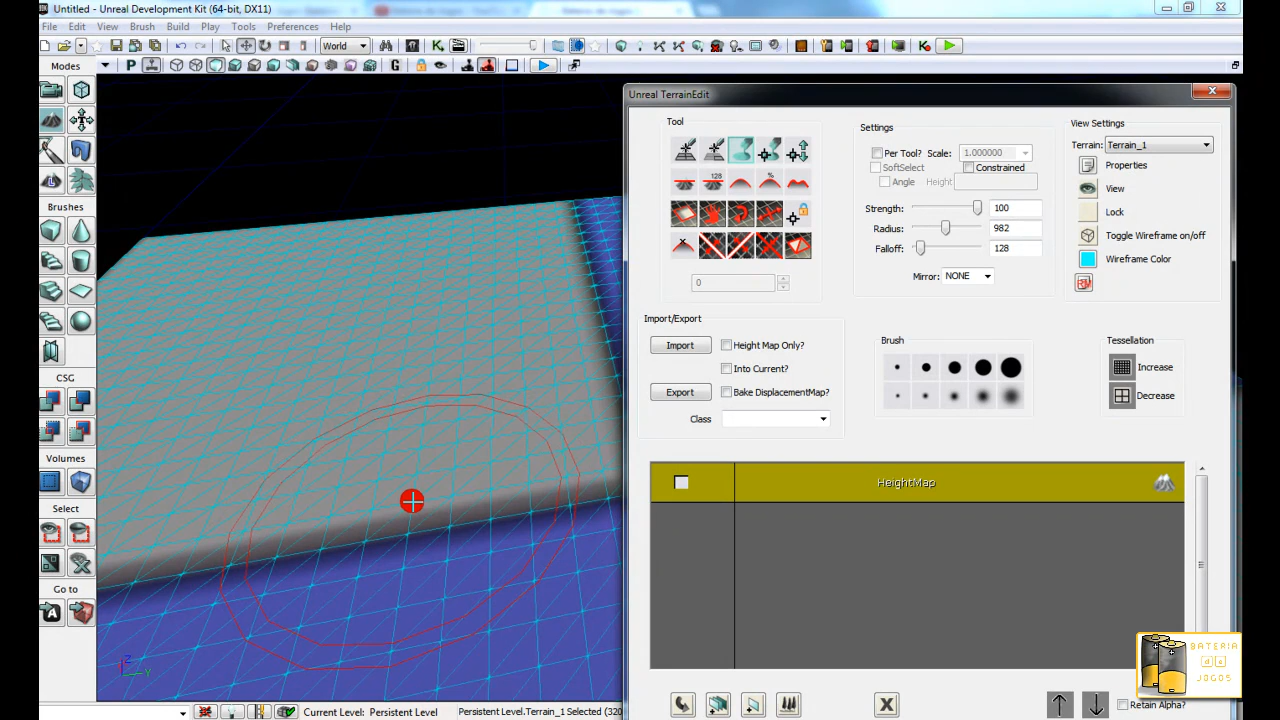 Untitled - Unreal Development Kit (64-bit, DX11)
File Edit View Brush Build Play Tools Preferences Help
World
Modes
P
G
Unreal TerrainEdit
Tool
128
%
0
Settings
Per Tool? Scale: 1.000000
SoftSelect Constrained
Angle Height
Strength: 100
Radius: 982
Falloff: 128
Mirror: NONE
View Settings
Terrain: Terrain_1
Properties
View
Lock
Toggle Wireframe on/off
Wireframe Color
Brushes
CSG
Volumes
Select
Go to
Import/Export
Import Height Map Only?
Into Current?
Export Bake DisplacementMap?
Class
Brush
Tessellation
Increase
Decrease
HeightMap
Retain Alpha?
Z
Y
BATERIA
de
JOGOS
Current Level: Persistent Level Persistent Level.Terrain_1 Selected (320